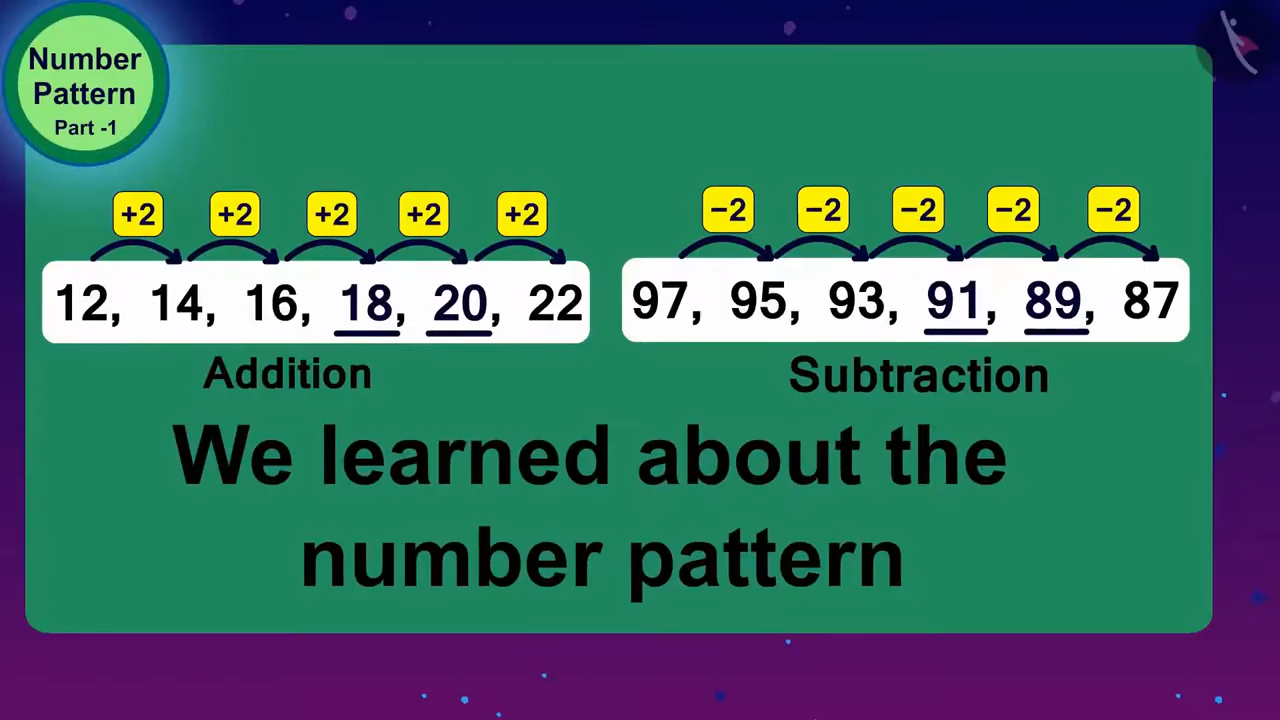 Number
Pattern
Part -1
+2 +2 +2 +2 +2
12, 14, 16, 18, 20, 22
Addition
−2 −2 −2 −2 −2
97, 95, 93, 91, 89, 87
Subtraction
We learned about the
number pattern